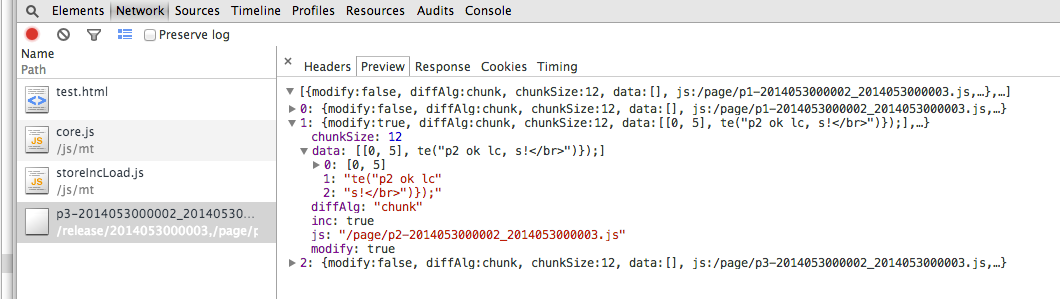 Elements Network Sources Timeline Profiles Resources Audits Console
Preserve log
Name
Path
× Headers Preview Response Cookies Timing
test.html
core.js
/js/mt
storeIncLoad.js
/js/mt
p3-2014053000002_20140530...
/release/2014053000003,/page/p
▼ [{modify:false, diffAlg:chunk, chunkSize:12, data:[], js:/page/p1-2014053000002_2014053000003.js,…},…]
▶ 0: {modify:false, diffAlg:chunk, chunkSize:12, data:[], js:/page/p1-2014053000002_2014053000003.js,…}
▼ 1: {modify:true, diffAlg:chunk, chunkSize:12, data:[[0, 5], te("p2 ok lc, s!</br>")});],…}
chunkSize: 12
▼ data: [[0, 5], te("p2 ok lc, s!</br>")});]
▶ 0: [0, 5]
1: "te("p2 ok lc"
2: "s!</br>")});"
diffAlg: "chunk"
inc: true
js: "/page/p2-2014053000002_2014053000003.js"
modify: true
▶ 2: {modify:false, diffAlg:chunk, chunkSize:12, data:[], js:/page/p3-2014053000002_2014053000003.js,…}